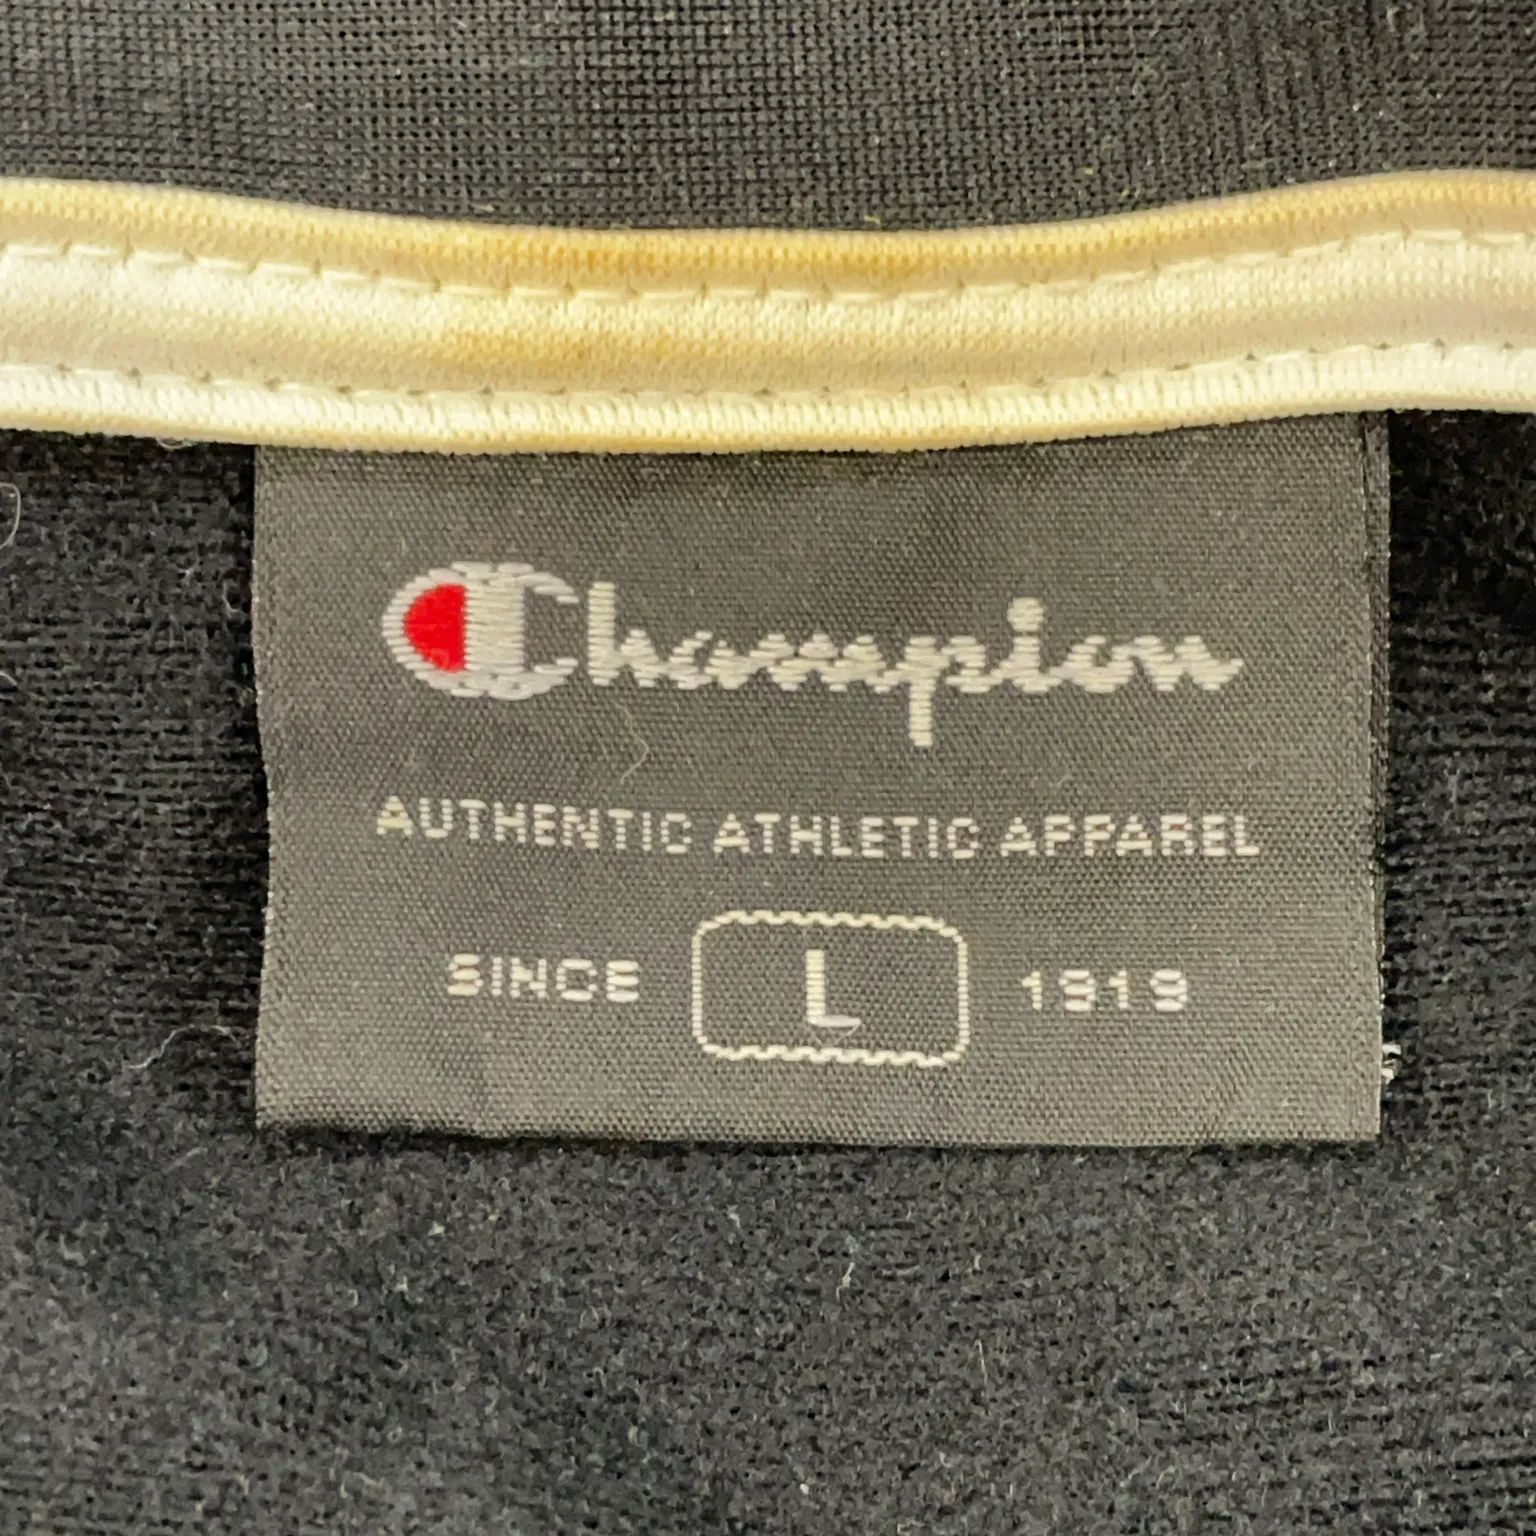 Champion
AUTHENTIC ATHLETIC APPAREL
SINCE L 1919